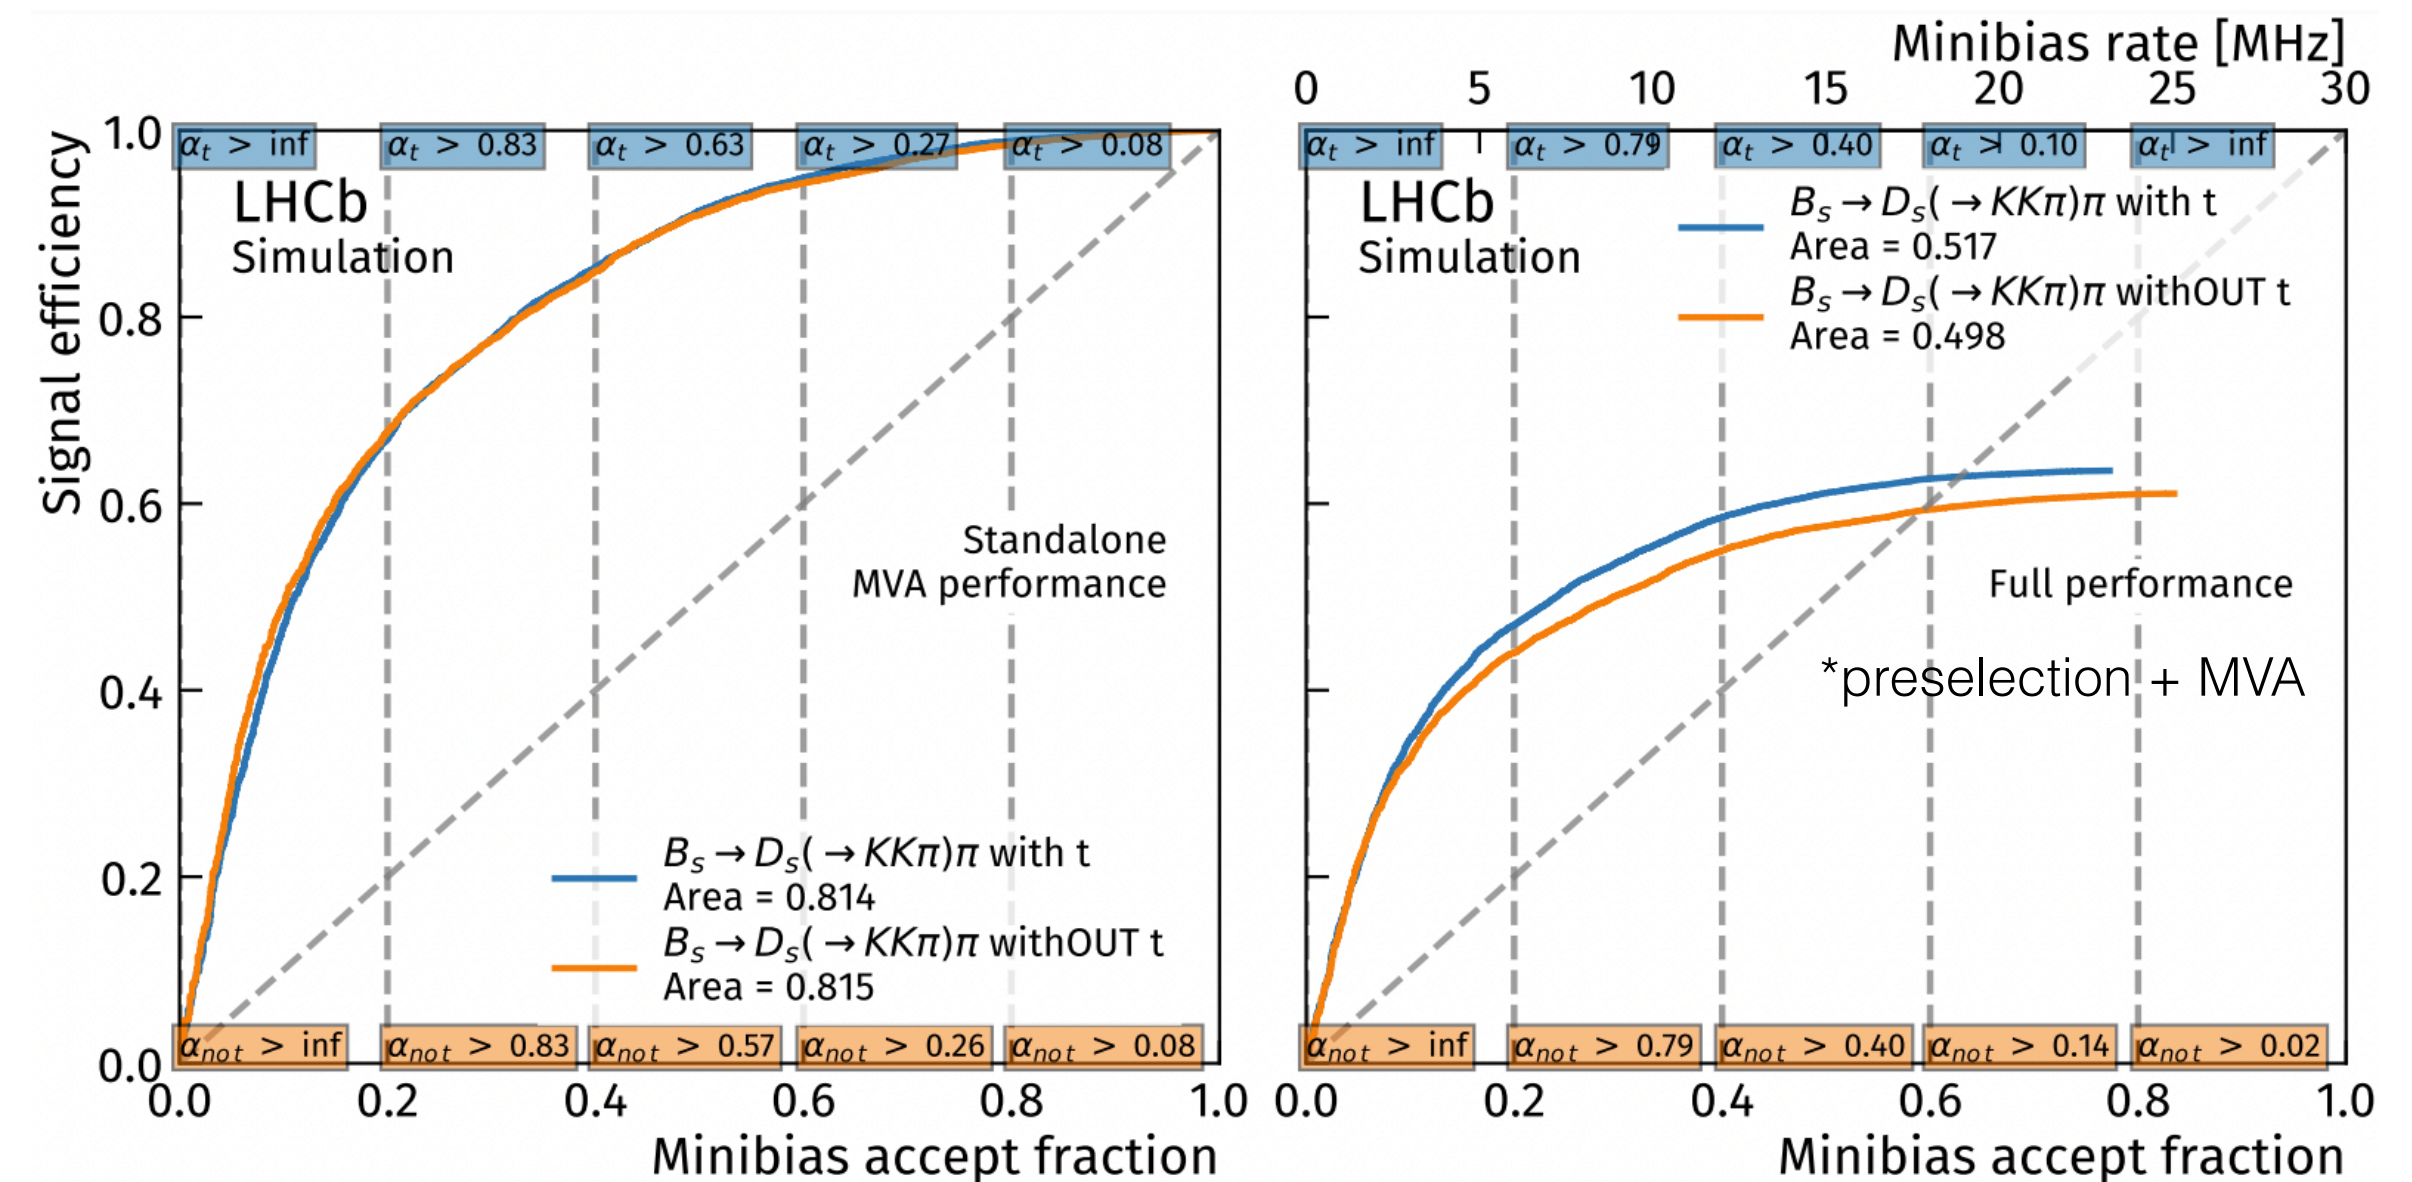 Minibias rate [MHz]
0 5 10 15 20 25 30
Signal efficiency
1.0
0.8
0.6
0.4
0.2
0.0
αt > inf
αt > 0.83
αt > 0.63
αt > 0.27
αt > 0.08
LHCb
Simulation
Standalone
MVA performance
Bs → Ds( → KKπ)π with t
Area = 0.814
Bs → Ds( → KKπ)π withOUT t
Area = 0.815
αnot > inf
αnot > 0.83
αnot > 0.57
αnot > 0.26
αnot > 0.08
0.0 0.2 0.4 0.6 0.8 1.0
Minibias accept fraction
αt > inf
αt > 0.79
αt > 0.40
αt > 0.10
αt > inf
LHCb
Simulation
Bs → Ds( → KKπ)π with t
Area = 0.517
Bs → Ds( → KKπ)π withOUT t
Area = 0.498
Full performance
*preselection + MVA
αnot > inf
αnot > 0.79
αnot > 0.40
αnot > 0.14
αnot > 0.02
0.0 0.2 0.4 0.6 0.8 1.0
Minibias accept fraction